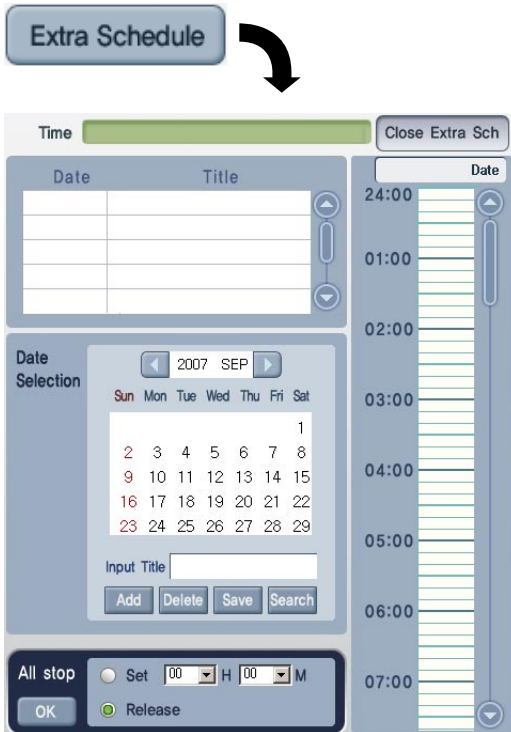 Extra Schedule
Time
Close Extra Sch
Date Title
Date
24:00
01:00
02:00
03:00
04:00
05:00
06:00
07:00
Date
Selection
2007 SEP
Sun Mon Tue Wed Thu Fri Sat
1
2 3 4 5 6 7 8
9 10 11 12 13 14 15
16 17 18 19 20 21 22
23 24 25 26 27 28 29
Input Title
Add Delete Save Search
All stop
Set 00 H 00 M
OK
Release